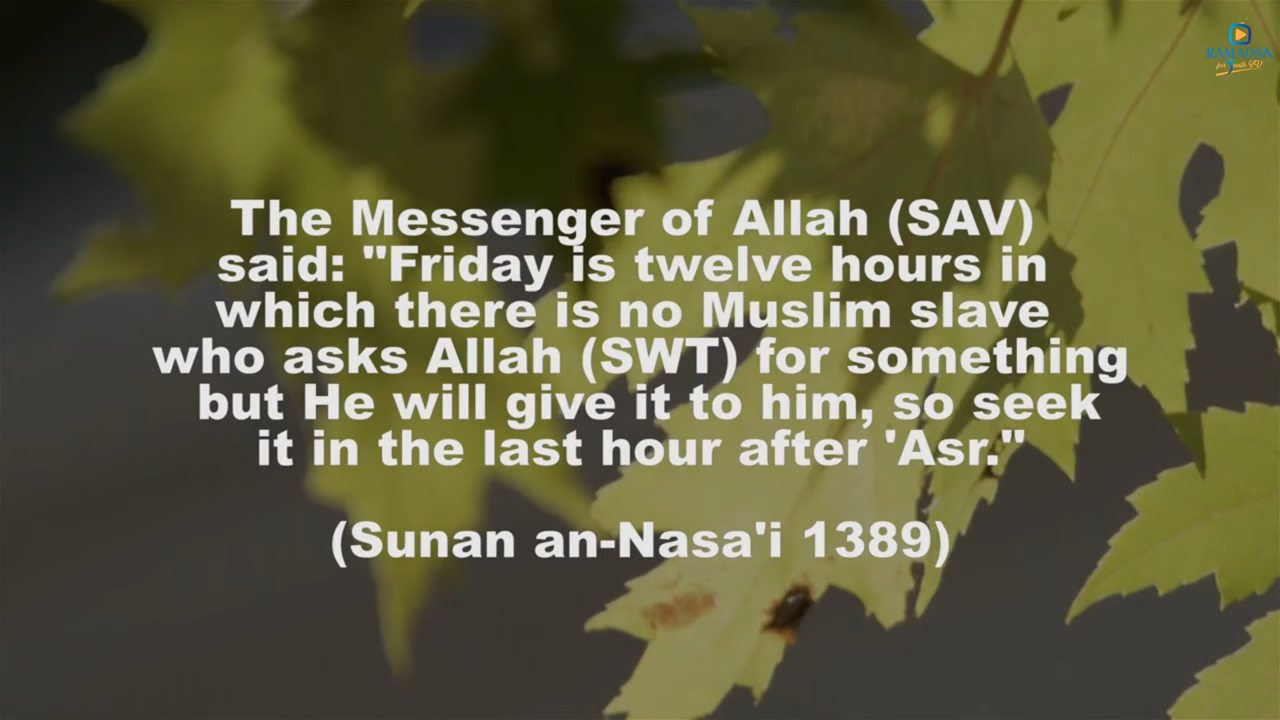 RAMADAN
The Messenger of Allah (SAV)
said: "Friday is twelve hours in
which there is no Muslim slave
who asks Allah (SWT) for something
but He will give it to him, so seek
it in the last hour after 'Asr."
(Sunan an-Nasa'i 1389)